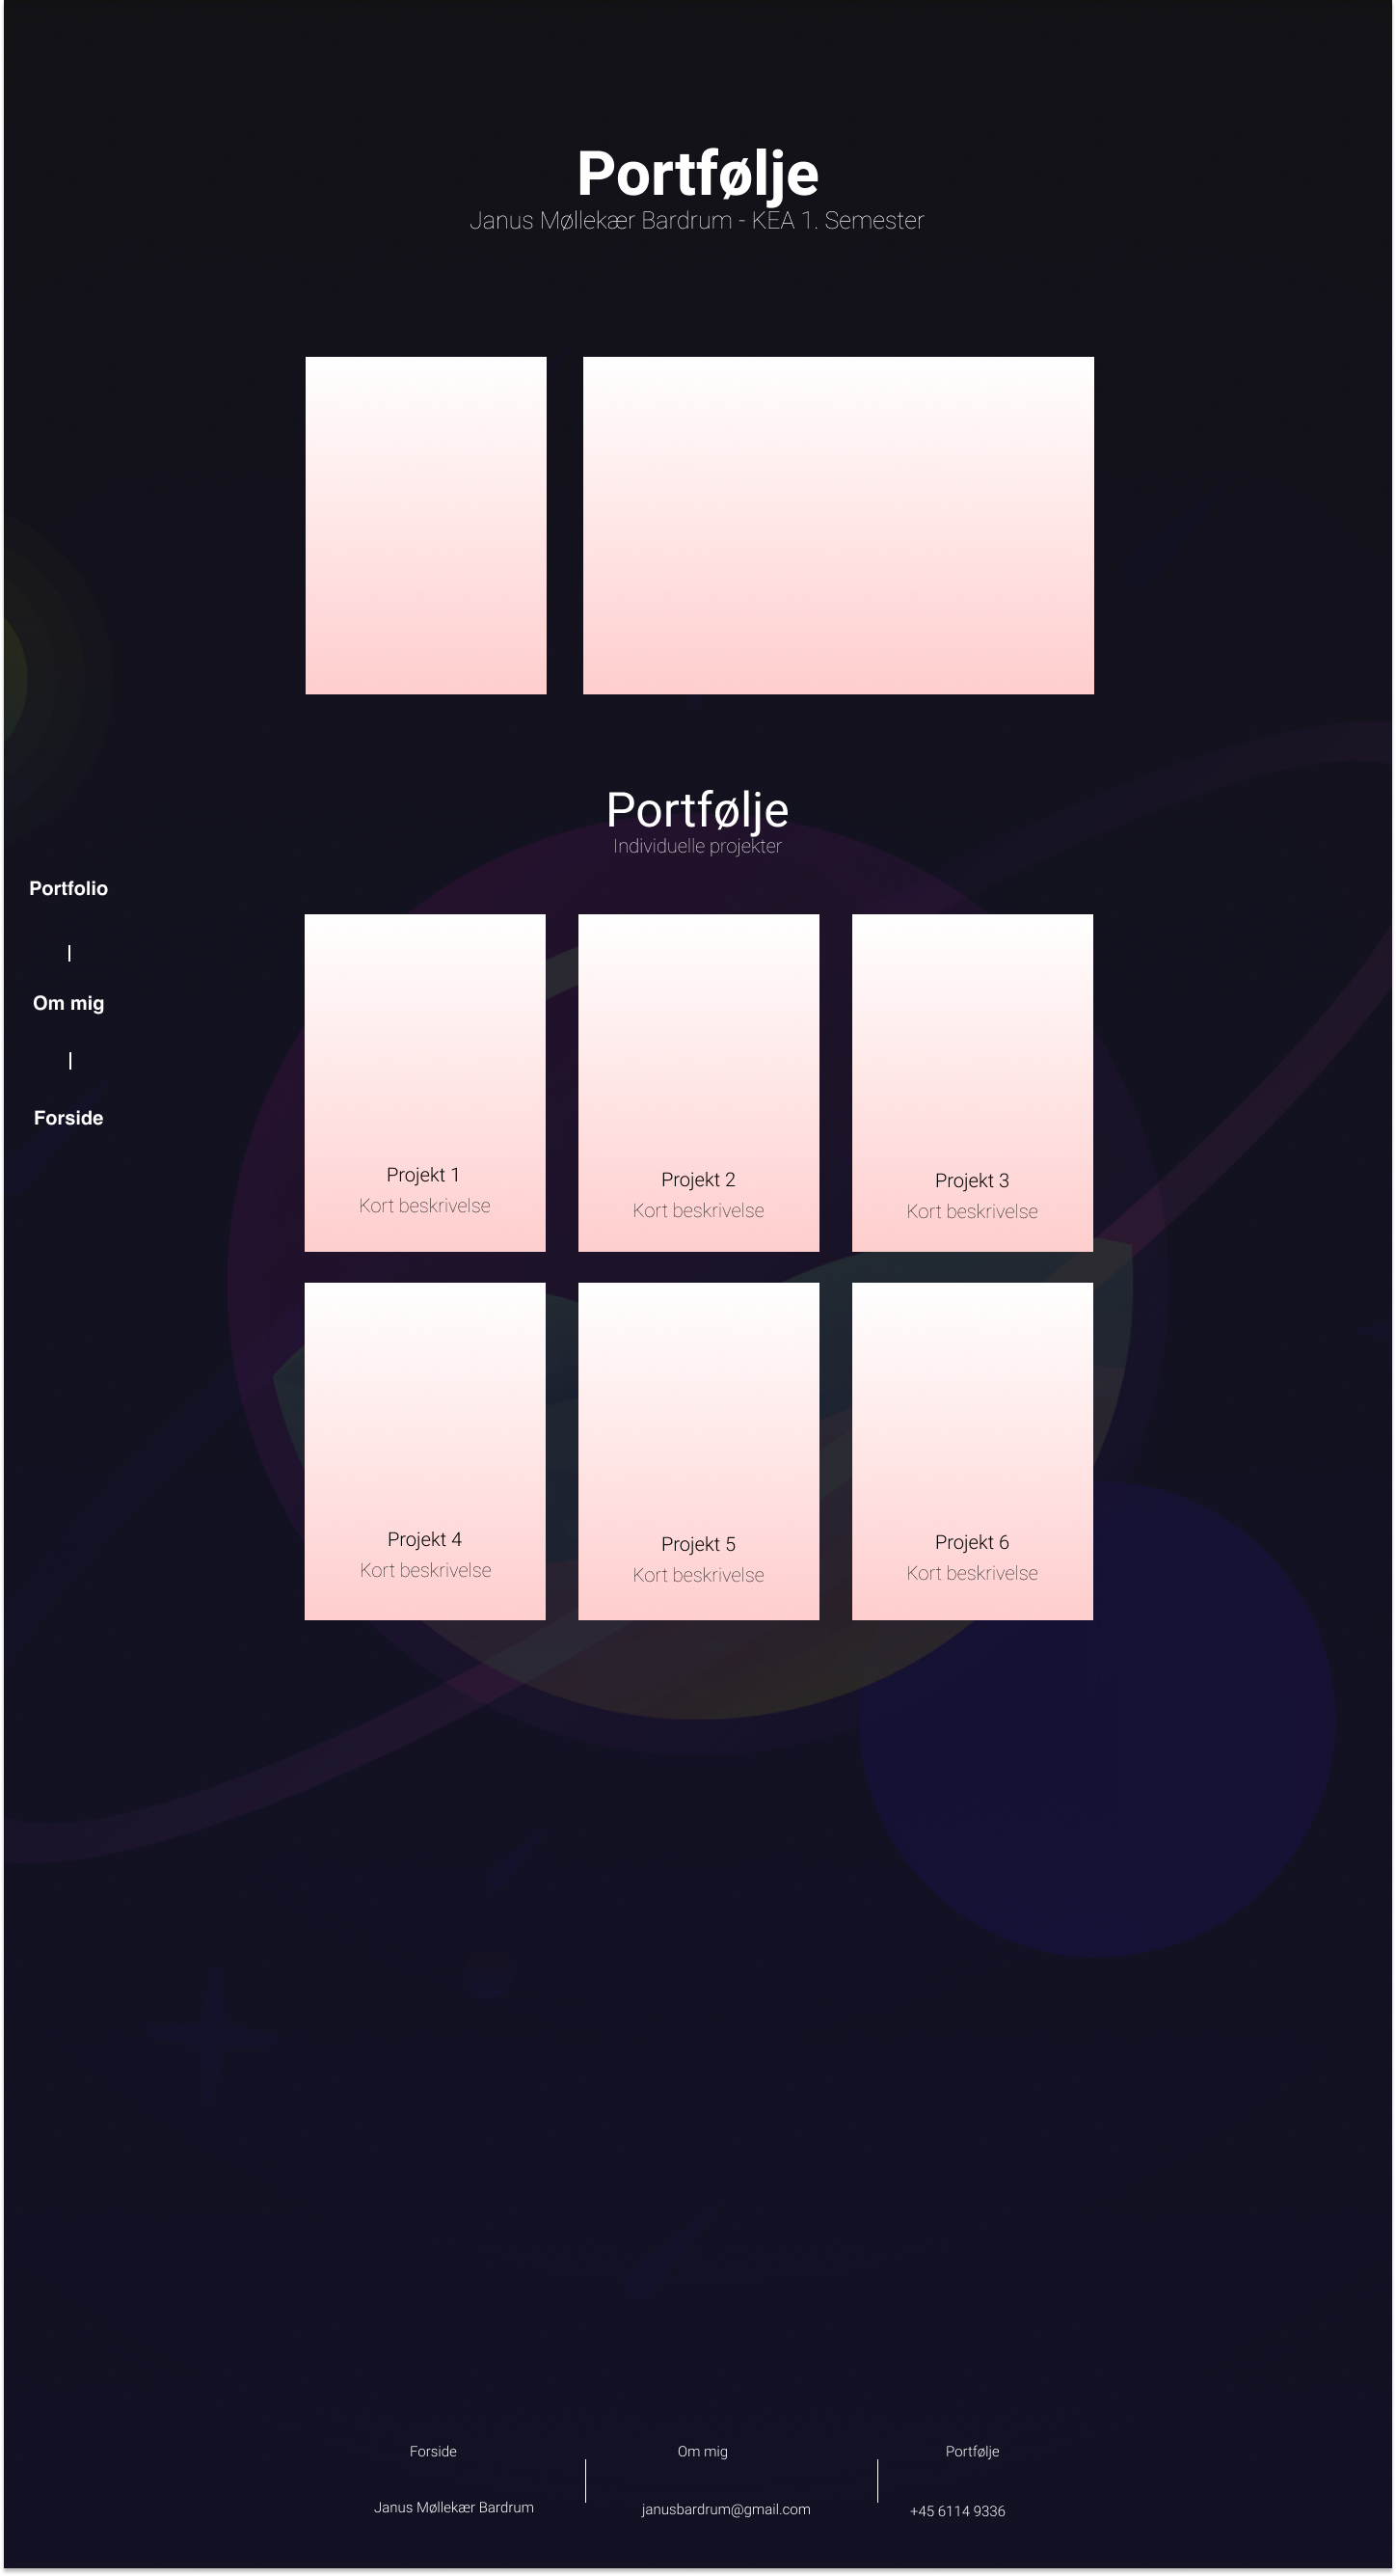 Portfølje
Janus Møllekær Bardrum - KEA 1. Semester
Portfølje
Individuelle projekter
Portfolio
|
Om mig
|
Forside
Projekt 1
Kort beskrivelse
Projekt 2
Kort beskrivelse
Projekt 3
Kort beskrivelse
Projekt 4
Kort beskrivelse
Projekt 5
Kort beskrivelse
Projekt 6
Kort beskrivelse
Forside
Om mig
Portfølje
Janus Møllekær Bardrum
janusbardrum@gmail.com
+45 6114 9336